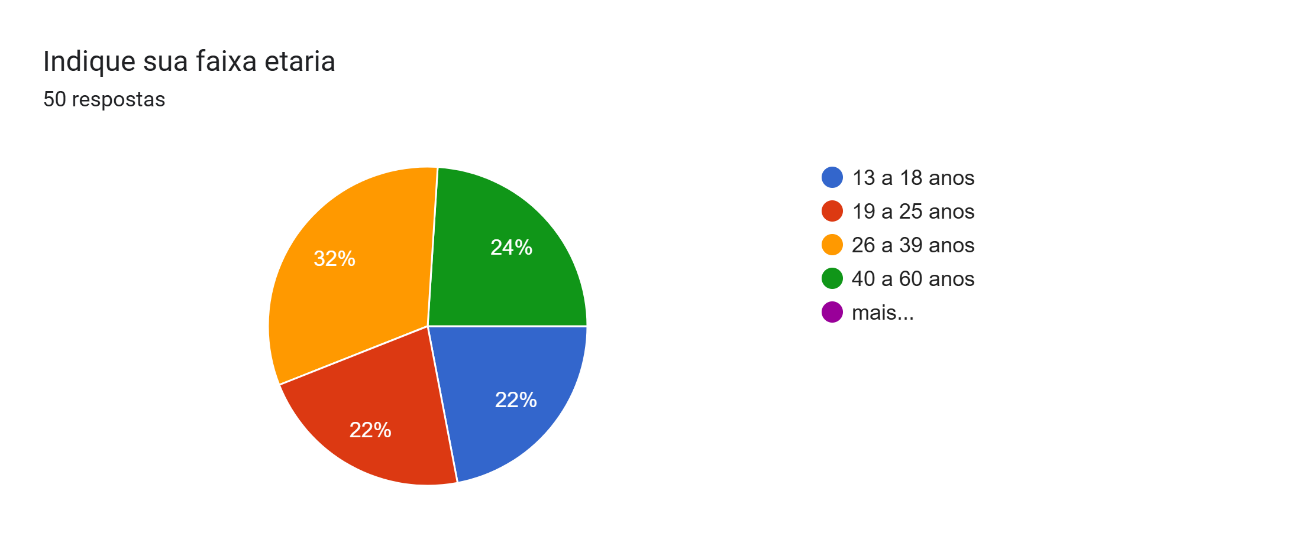 Indique sua faixa etaria
50 respostas
32%
24%
22%
22%
13 a 18 anos
19 a 25 anos
26 a 39 anos
40 a 60 anos
mais...